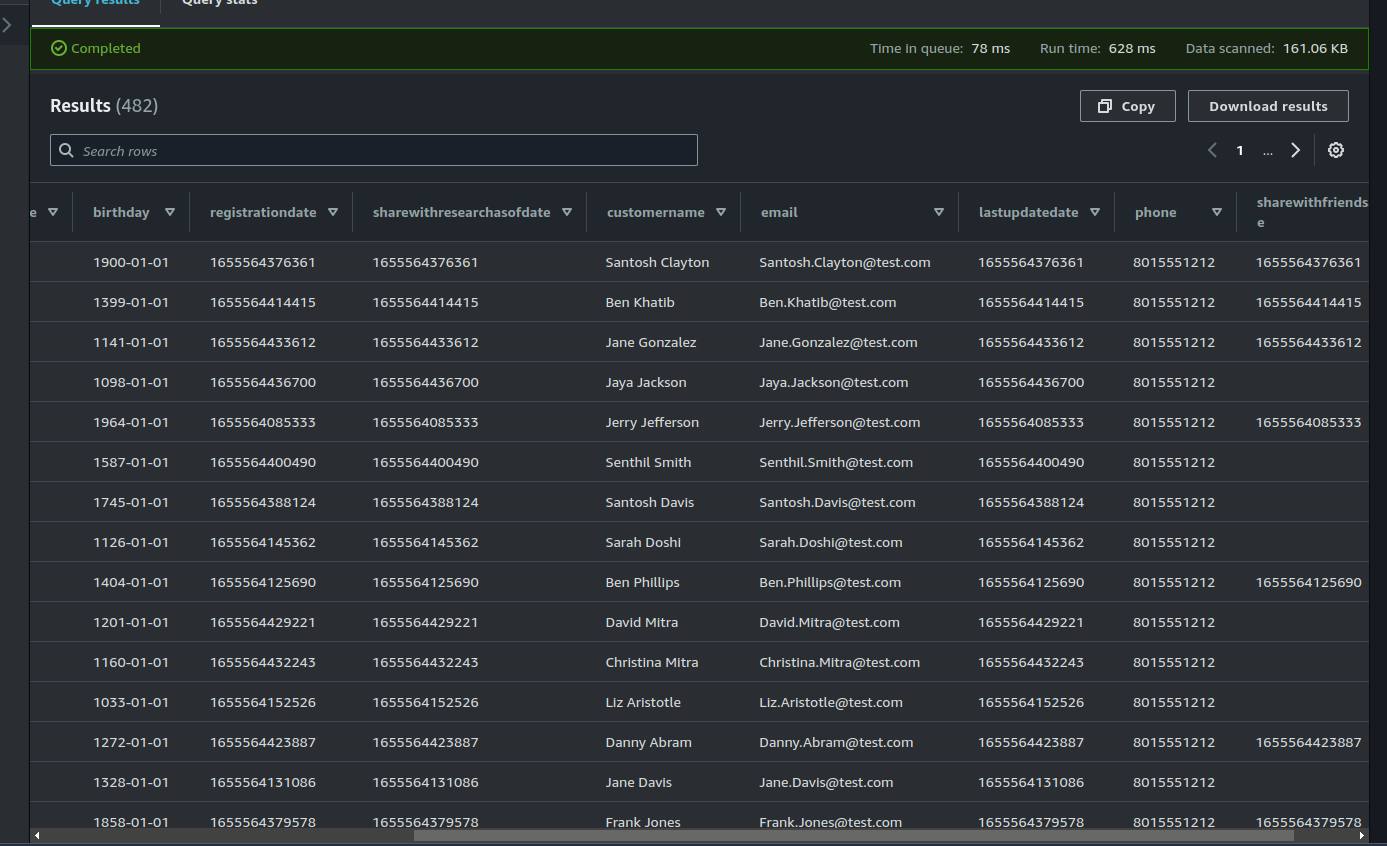 Query results Query stats
Completed Time in queue: 78 ms Run time: 628 ms Data scanned: 161.06 KB
Results (482) Copy Download results
Search rows 1 ...
e birthday registrationdate sharewithresearchasofdate customername email lastupdatedate phone sharewithfriends
e
1900-01-01 1655564376361 1655564376361 Santosh Clayton Santosh.Clayton@test.com 1655564376361 8015551212 1655564376361
1399-01-01 1655564414415 1655564414415 Ben Khatib Ben.Khatib@test.com 1655564414415 8015551212 1655564414415
1141-01-01 1655564433612 1655564433612 Jane Gonzalez Jane.Gonzalez@test.com 1655564433612 8015551212 1655564433612
1098-01-01 1655564436700 1655564436700 Jaya Jackson Jaya.Jackson@test.com 1655564436700 8015551212
1964-01-01 1655564085333 1655564085333 Jerry Jefferson Jerry.Jefferson@test.com 1655564085333 8015551212 1655564085333
1587-01-01 1655564400490 1655564400490 Senthil Smith Senthil.Smith@test.com 1655564400490 8015551212
1745-01-01 1655564388124 1655564388124 Santosh Davis Santosh.Davis@test.com 1655564388124 8015551212
1126-01-01 1655564145362 1655564145362 Sarah Doshi Sarah.Doshi@test.com 1655564145362 8015551212
1404-01-01 1655564125690 1655564125690 Ben Phillips Ben.Phillips@test.com 1655564125690 8015551212 1655564125690
1201-01-01 1655564429221 1655564429221 David Mitra David.Mitra@test.com 1655564429221 8015551212
1160-01-01 1655564432243 1655564432243 Christina Mitra Christina.Mitra@test.com 1655564432243 8015551212
1033-01-01 1655564152526 1655564152526 Liz Aristotle Liz.Aristotle@test.com 1655564152526 8015551212
1272-01-01 1655564423887 1655564423887 Danny Abram Danny.Abram@test.com 1655564423887 8015551212 1655564423887
1328-01-01 1655564131086 1655564131086 Jane Davis Jane.Davis@test.com 1655564131086 8015551212
1858-01-01 1655564379578 1655564379578 Frank Jones Frank.Jones@test.com 1655564379578 8015551212 1655564379578